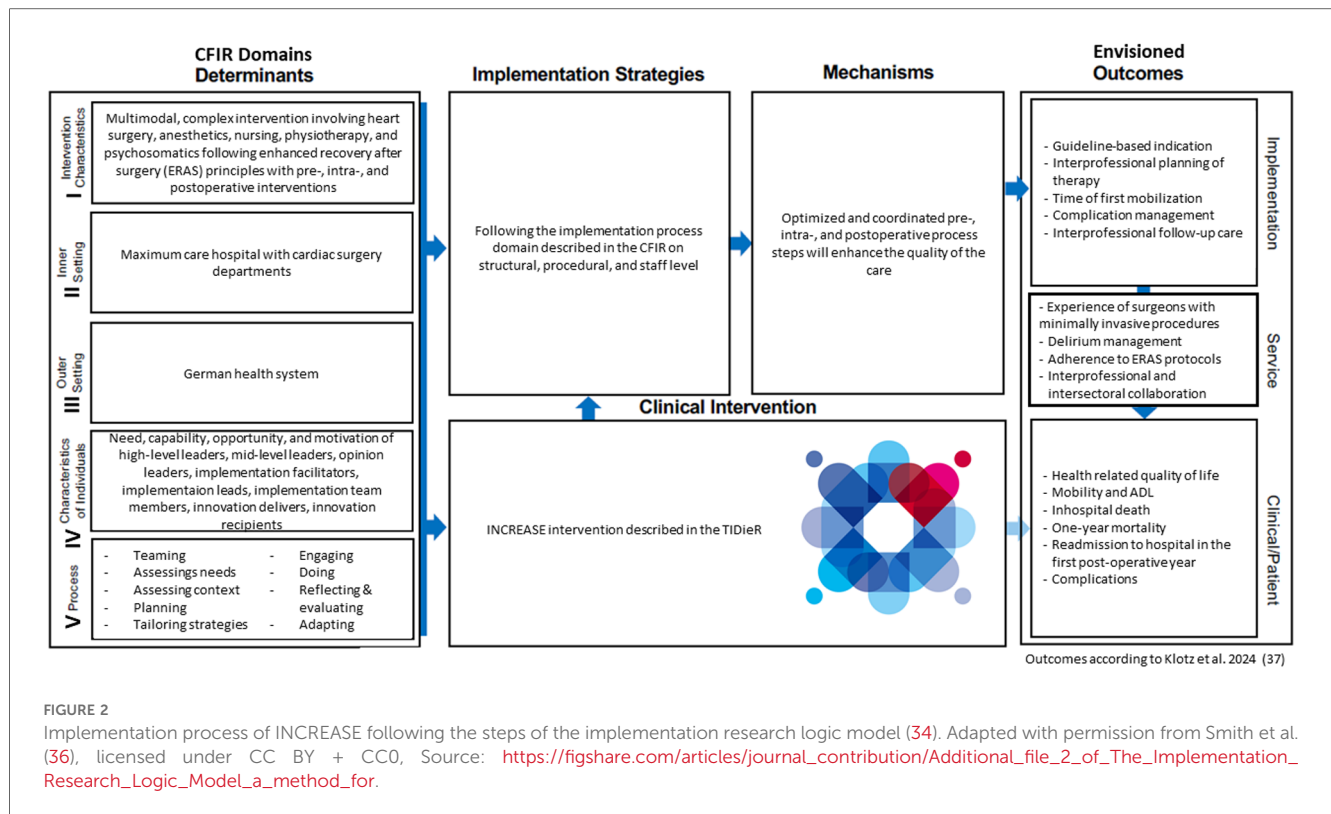 CFIR Domains
Determinants
Implementation Strategies
Mechanisms
Envisioned
Outcomes
I Intervention
Characteristics
Multimodal, complex intervention involving heart
surgery, anesthetics, nursing, physiotherapy, and
psychosomatics following enhanced recovery after
surgery (ERAS) principles with pre-, intra-, and
postoperative interventions
II Inner
Setting
Maximum care hospital with cardiac surgery
departments
III Outer
Setting
German health system
IV Characteristics
of Individuals
Need, capability, opportunity, and motivation of
high-level leaders, mid-level leaders, opinion
leaders, implementation facilitators,
implementaion leads, implementation team
members, innovation delivers, innovation
recipients
V Process
- Teaming
- Assessings needs
- Assessing context
- Planning
- Tailoring strategies
- Engaging
- Doing
- Reflecting &
evaluating
- Adapting
Following the implementation process
domain described in the CFIR on
structural, procedural, and staff level
Optimized and coordinated pre-,
intra-, and postoperative process
steps will enhance the quality of the
care
Clinical Intervention
INCREASE intervention described in the TIDieR
- Guideline-based indication
- Interprofessional planning of
therapy
- Time of first mobilization
- Complication management
- Interprofessional follow-up care
Implementation
- Experience of surgeons with
minimally invasive procedures
- Delirium management
- Adherence to ERAS protocols
- Interprofessional and
intersectoral collaboration
Service
- Health related quality of life
- Mobility and ADL
- Inhospital death
- One-year mortality
- Readmission to hospital in the
first post-operative year
- Complications
Clinical/Patient
Outcomes according to Klotz et al. 2024 (37)
FIGURE 2
Implementation process of INCREASE following the steps of the implementation research logic model (34). Adapted with permission from Smith et al.
(36), licensed under CC BY + CC0, Source: https://figshare.com/articles/journal_contribution/Additional_file_2_of_The_Implementation_
Research_Logic_Model_a_method_for.